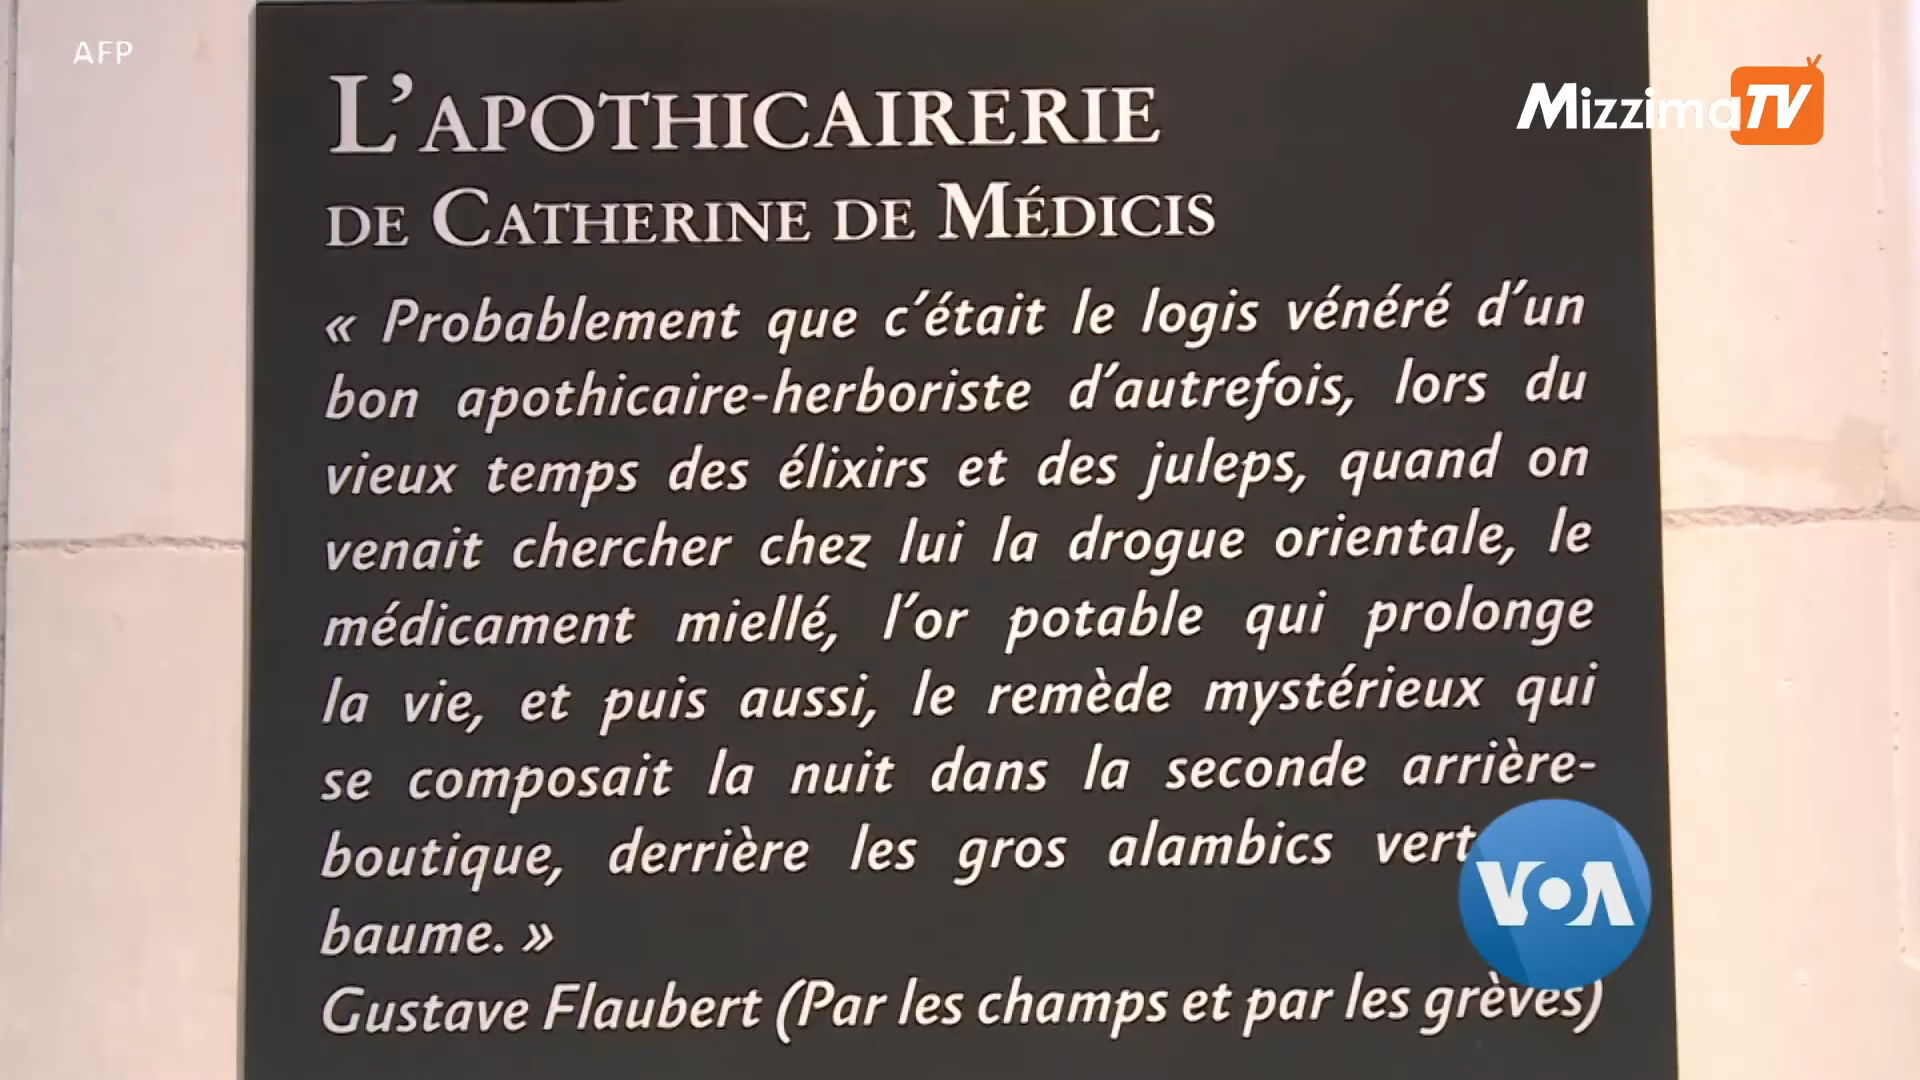 AFP
MizzimaTV
L'APOTHICAIRERIE
DE CATHERINE DE MÉDICIS
« Probablement que c'était le logis vénéré d'un
bon apothicaire-herboriste d'autrefois, lors du
vieux temps des élixirs et des juleps, quand on
venait chercher chez lui la drogue orientale, le
médicament miellé, l'or potable qui prolonge
la vie, et puis aussi, le remède mystérieux qui
se composait la nuit dans la seconde arrière-
boutique, derrière les gros alambics
baume. »
VOA
Gustave Flaubert (Par les champs et par les grèves)